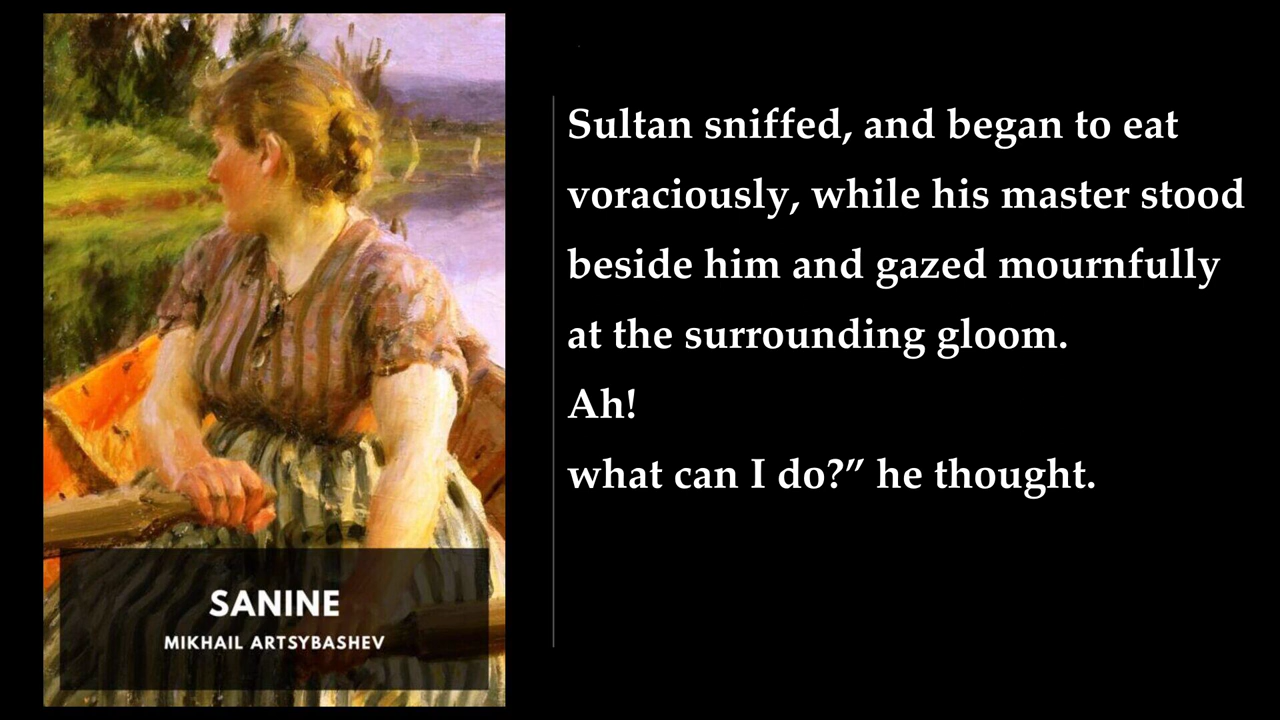 SANINE
MIKHAIL ARTSYBASHEV
Sultan sniffed, and began to eat
voraciously, while his master stood
beside him and gazed mournfully
at the surrounding gloom.
Ah!
what can I do?” he thought.